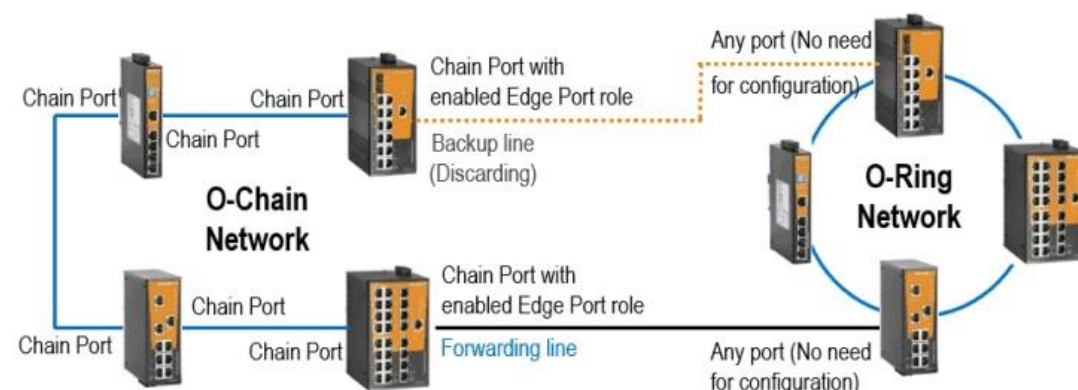 Chain Port
Chain Port
Chain Port
Chain Port with
enabled Edge Port role
Backup line
(Discarding)
Any port (No need
for configuration)
O-Chain
Network
O-Ring
Network
Chain Port
Chain Port
Chain Port
Chain Port with
enabled Edge Port role
Forwarding line
Any port (No need
for configuration)